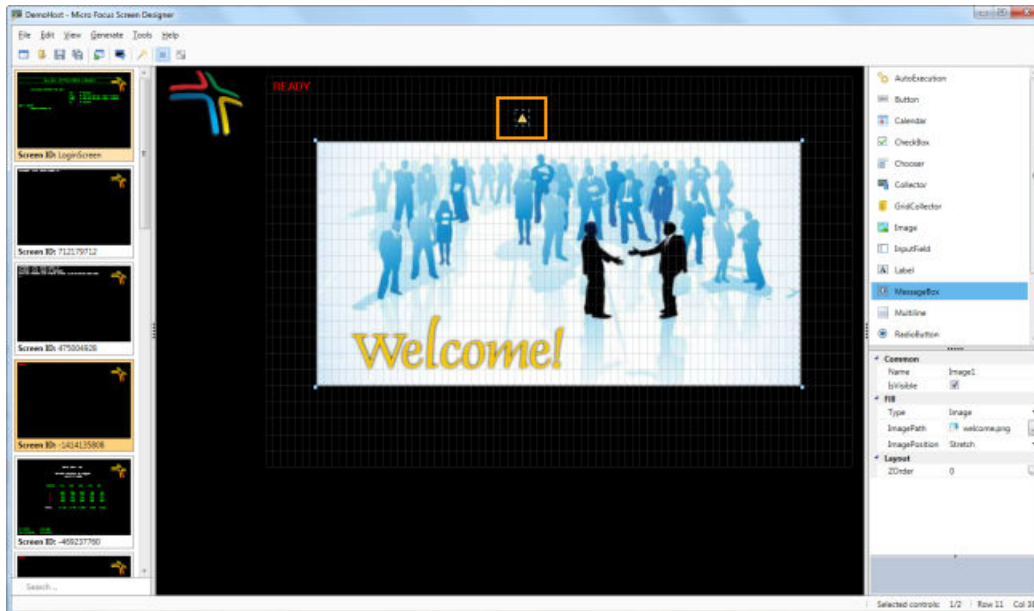 DemoHost - Micro Focus Screen Designer
File Edit View Generate Tools Help
Screen ID: LoginScreen
Screen ID: 712179712
Screen ID: 475004928
Screen ID: -1414135808
Screen ID: -469237760
Search ...
READY
Welcome!
AutoExecution
Button
Calendar
CheckBox
Chooser
Collector
GridCollector
Image
InputField
Label
MessageBox
Multiline
RadioButton
Common
Name Image1
IsVisible
Fill
Type Image
ImagePath welcome.png
ImagePosition Stretch
Layout
ZOrder 0
Selected controls: 1/2 Row 11 Col